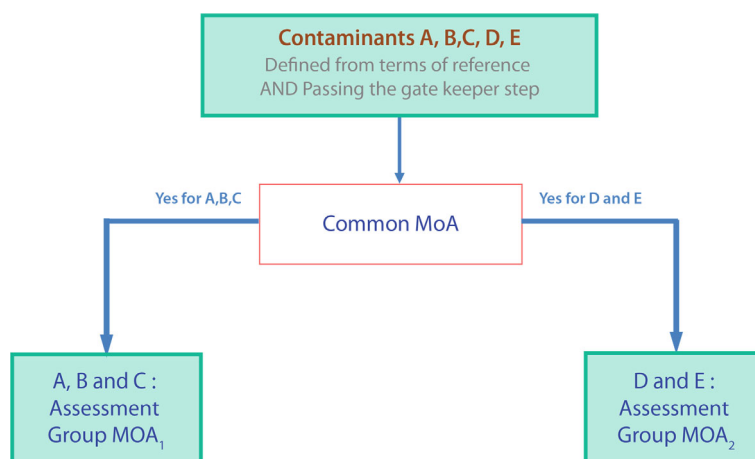 Contaminants A, B,C, D, E
Defined from terms of reference
AND Passing the gate keeper step
Yes for A,B,C
Yes for D and E
Common MoA
A, B and C :
Assessment
Group MOA₁
D and E :
Assessment
Group MOA₂